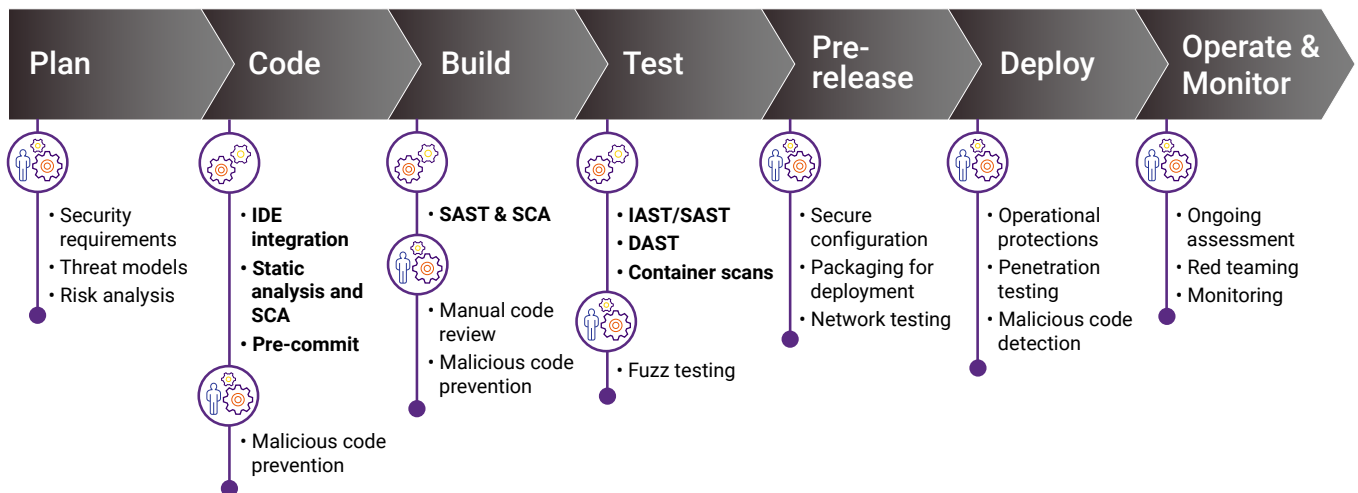 Plan
Code
Build
Test
Pre-
release
Deploy
Operate &
Monitor
• Security
requirements
• Threat models
• Risk analysis
• IDE
integration
• Static
analysis and
SCA
• Pre-commit
• Malicious code
prevention
• SAST & SCA
• Manual code
review
• Malicious code
prevention
• IAST/SAST
• DAST
• Container scans
• Fuzz testing
• Secure
configuration
• Packaging for
deployment
• Network testing
• Operational
protections
• Penetration
testing
• Malicious code
detection
• Ongoing
assessment
• Red teaming
• Monitoring